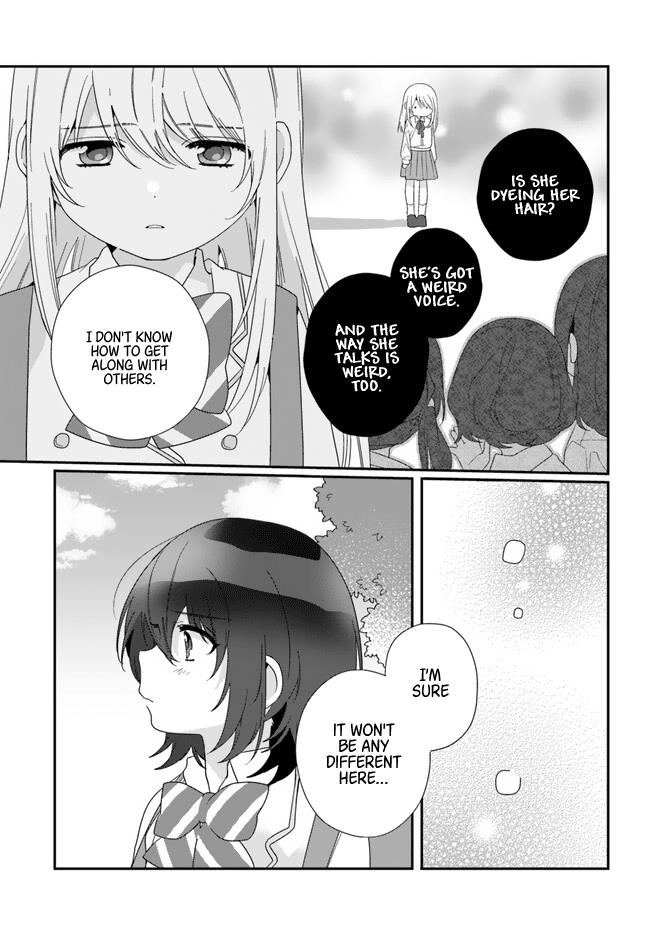 IS SHE
DYEING HER
HAIR?
SHE'S GOT
A WEIRD
VOICE.
AND THE
WAY SHE
TALKS IS
WEIRD,
TOO.
I DON'T KNOW
HOW TO GET
ALONG WITH
OTHERS.
I'M
SURE
IT WON'T
BE ANY
DIFFERENT
HERE...